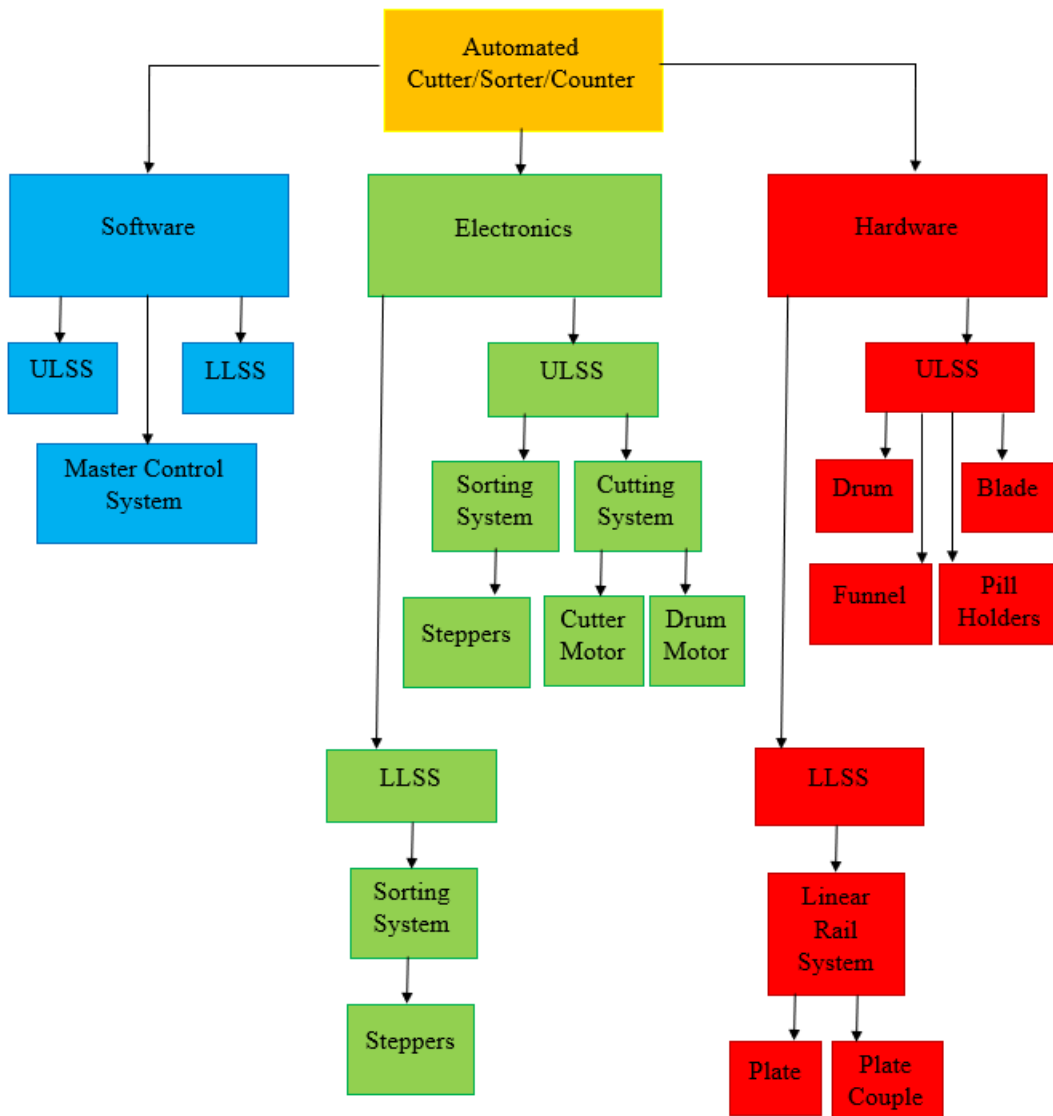 Automated
Cutter/Sorter/Counter
Software
Electronics
Hardware
ULSS
LLSS
ULSS
ULSS
Master Control
System
Sorting
System
Cutting
System
Drum
Blade
Steppers
Cutter
Motor
Drum
Motor
Funnel
Pill
Holders
LLSS
LLSS
Sorting
System
Linear
Rail
System
Steppers
Plate
Plate
Couple